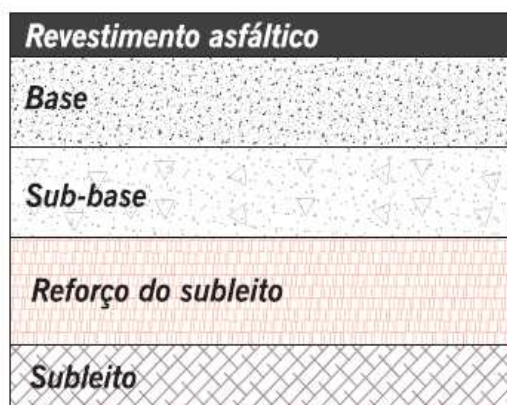 Revestimento asfáltico
Base
Sub-base
Reforço do subleito
Subleito